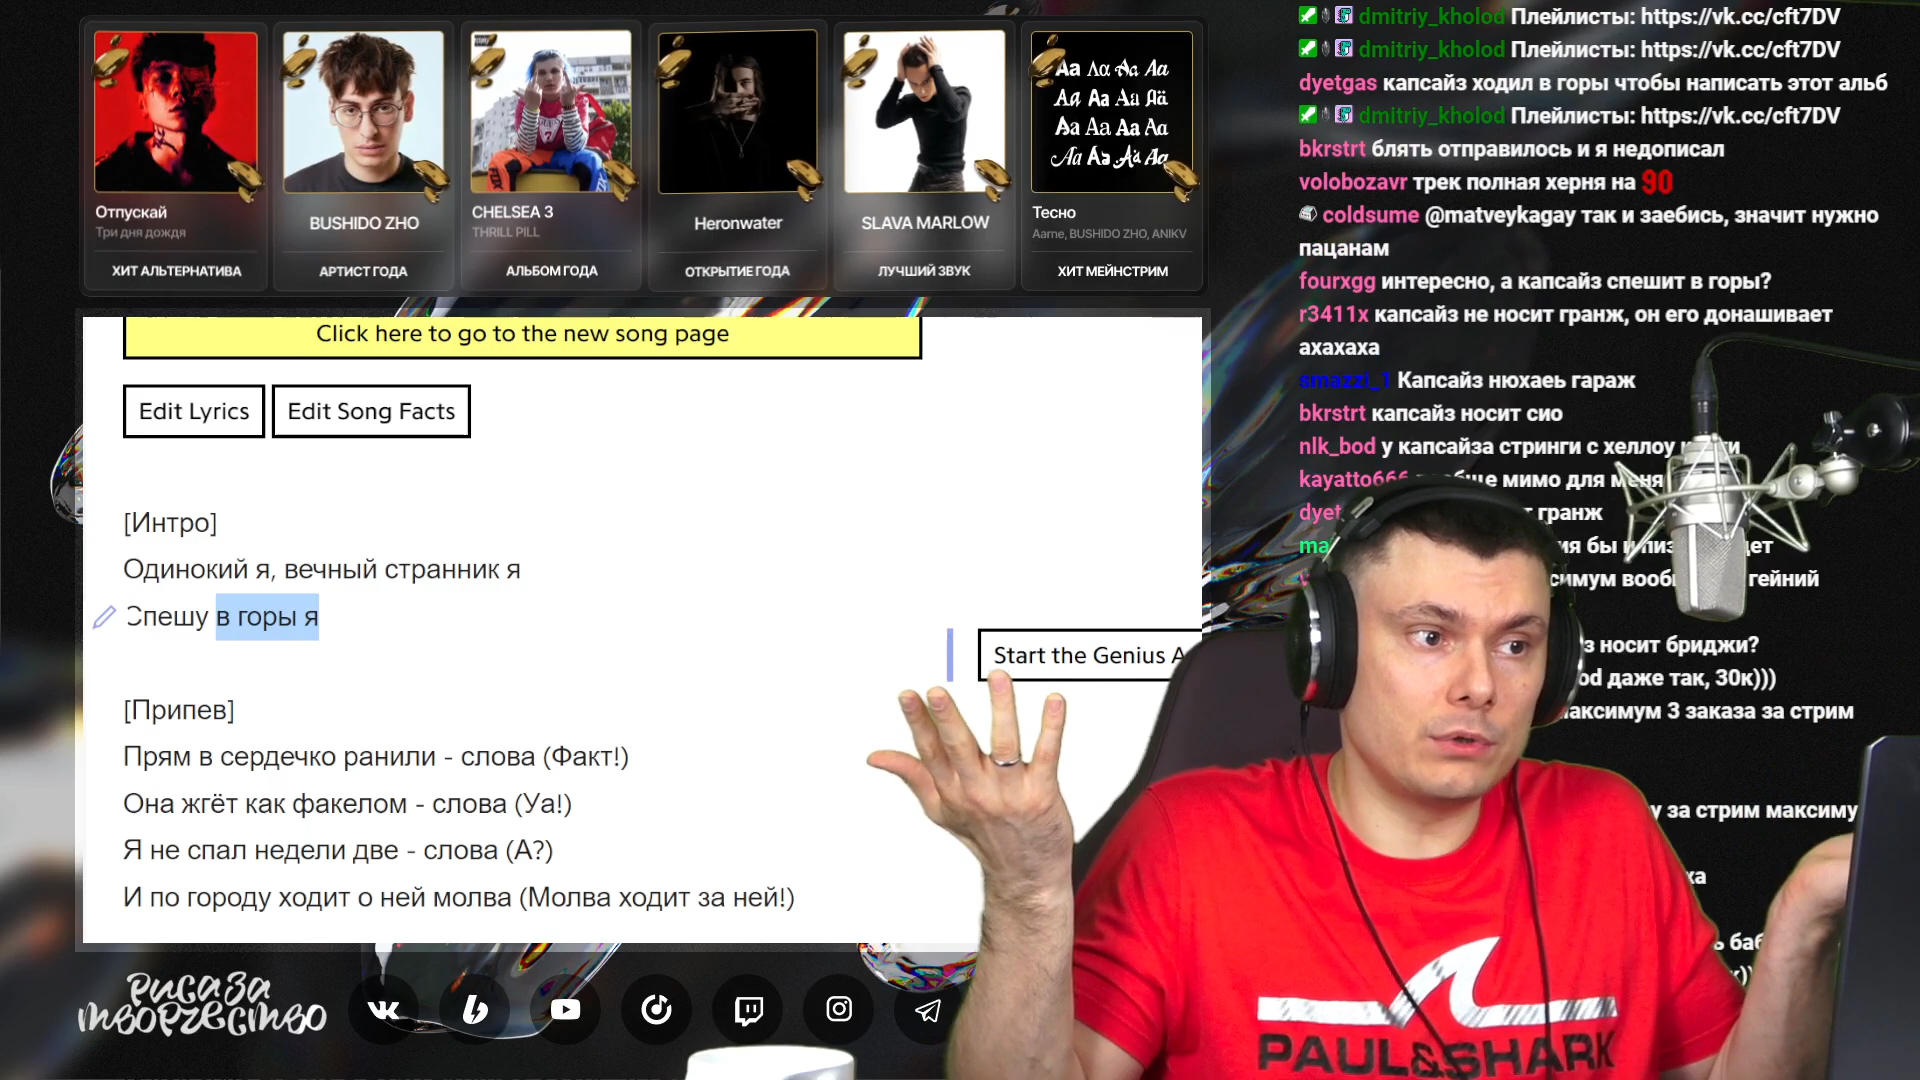 Отпускай
Три дня дождя
ХИТ АЛЬТЕРНАТИВА
BUSHIDO ZHO
АРТИСТ ГОДА
CHELSEA 3
THRILL PILL
АЛЬБОМ ГОДА
Heronwater
ОТКРЫТИЕ ГОДА
SLAVA MARLOW
ЛУЧШИЙ ЗВУК
Aa Aa Aa Aa
Aa Aa Aa Aa
Aa Aa Aa Aa
Aa Aa Aa Aa
Тесно
Aarne, BUSHIDO ZHO, ANIKV
ХИТ МЕЙНСТРИМ
Click here to go to the new song page
Edit Lyrics
Edit Song Facts
[Интро]
Одинокий я, вечный странник я
Спешу в горы я
Start the Genius A
[Припев]
Прям в сердечко ранили - слова (Факт!)
Она жгёт как факелом - слова (Уа!)
Я не спал недели две - слова (А?)
И по городу ходит о ней молва (Молва ходит за ней!)
dmitriy_kholod Плейлисты: https://vk.cc/cft7DV
dmitriy_kholod Плейлисты: https://vk.cc/cft7DV
dyetgas капсайз ходил в горы чтобы написать этот альб
dmitriy_kholod Плейлисты: https://vk.cc/cft7DV
bkrstrt блять отправилось и я недописал
volobozavr трек полная херня на 90
coldsume @matveykagay так и заебись, значит нужно
пацанам
fourxgg интересно, а капсайз спешит в горы?
r3411x капсайз не носит гранж, он его донашивает
ахахаха
smazzi_1 Капсайз нюхаеь гараж
bkrstrt капсайз носит сио
nlk_bod у капсайза стринги с хеллоу
kayatto666 мимо для меня
dyet гранж
ma
гейний
носит бриджи?
даже так, 30к)))
максимум 3 заказа за стрим
за стрим максиму
PAUL&SHARK
рисаза
творчество